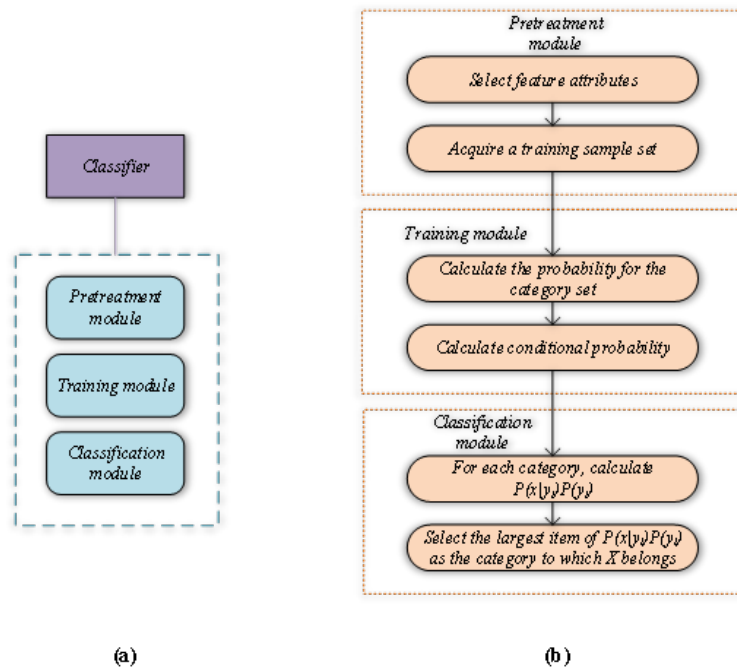 Classifier
Pretreatment
module
Training module
Classification
module
(a)
Pretreatment
module
Select feature attributes
Acquire a training sample set
Training module
Calculate the probability for the
category set
Calculate conditional probability
Classification
module
For each category, calculate
P(x|yᵢ)P(yᵢ)
Select the largest item of P(x|yᵢ)P(yᵢ)
as the category to which X belongs
(b)